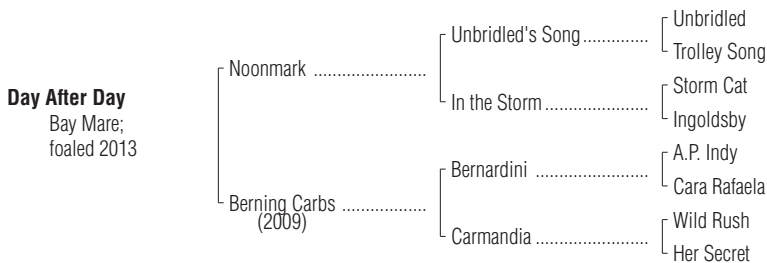 Unbridled
Unbridled's Song..............
Trolley Song
Noonmark .......................
Storm Cat
In the Storm .....................
Ingoldsby
Day After Day
Bay Mare;
foaled 2013
A.P. Indy
Bernardini .......................
Cara Rafaela
Berning Carbs .................
(2009)
Wild Rush
Carmandia .......................
Her Secret